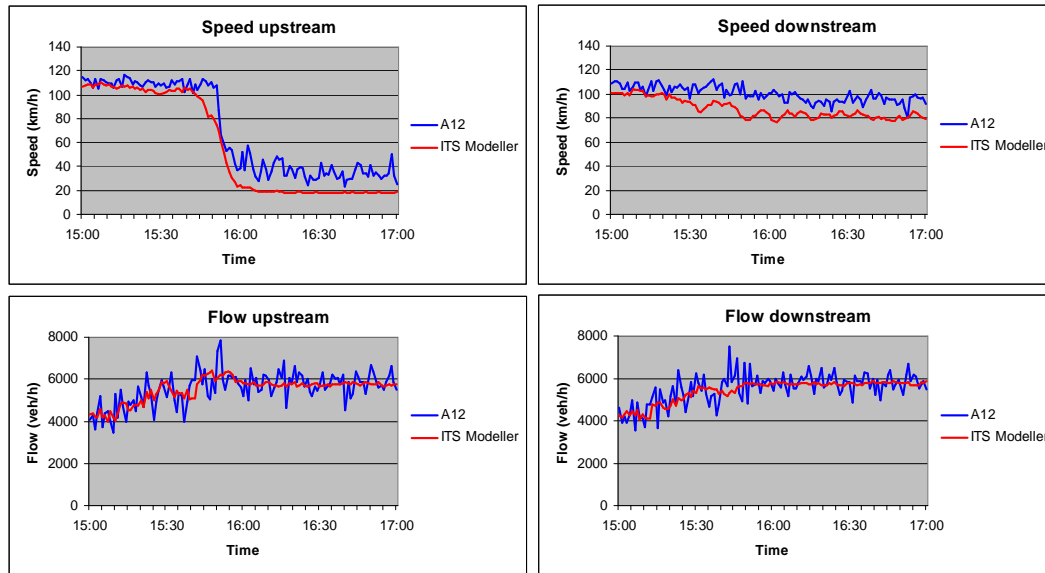 Speed upstream
Speed (km/h)
140
120
100
80
60
40
20
0
15:00 15:30 16:00 16:30 17:00
Time
A12
ITS Modeller
Speed downstream
Speed (km/h)
140
120
100
80
60
40
20
0
15:00 15:30 16:00 16:30 17:00
Time
A12
ITS Modeller
Flow upstream
Flow (veh/h)
8000
6000
4000
2000
0
15:00 15:30 16:00 16:30 17:00
Time
A12
ITS Modeller
Flow downstream
Flow (veh/h)
8000
6000
4000
2000
0
15:00 15:30 16:00 16:30 17:00
Time
A12
ITS Modeller